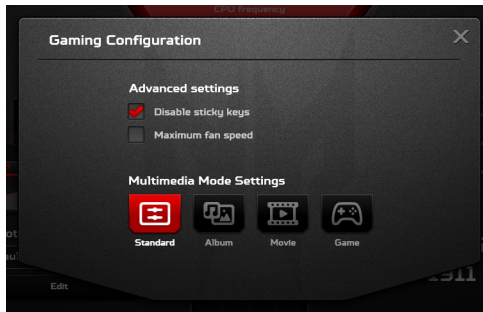 CPU frequency
Gaming Configuration
Advanced settings
Disable sticky keys
Maximum fan speed
Multimedia Mode Settings
Standard Album Movie Game
Edit